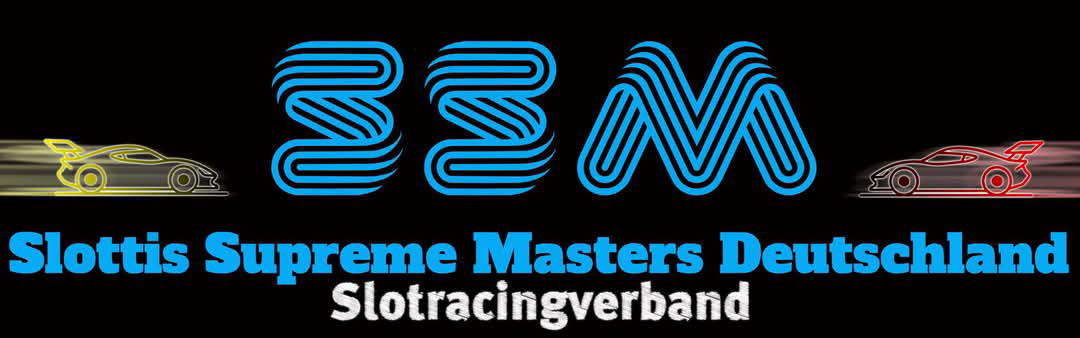 SSM
Slottis Supreme Masters Deutschland
Slotracingverband